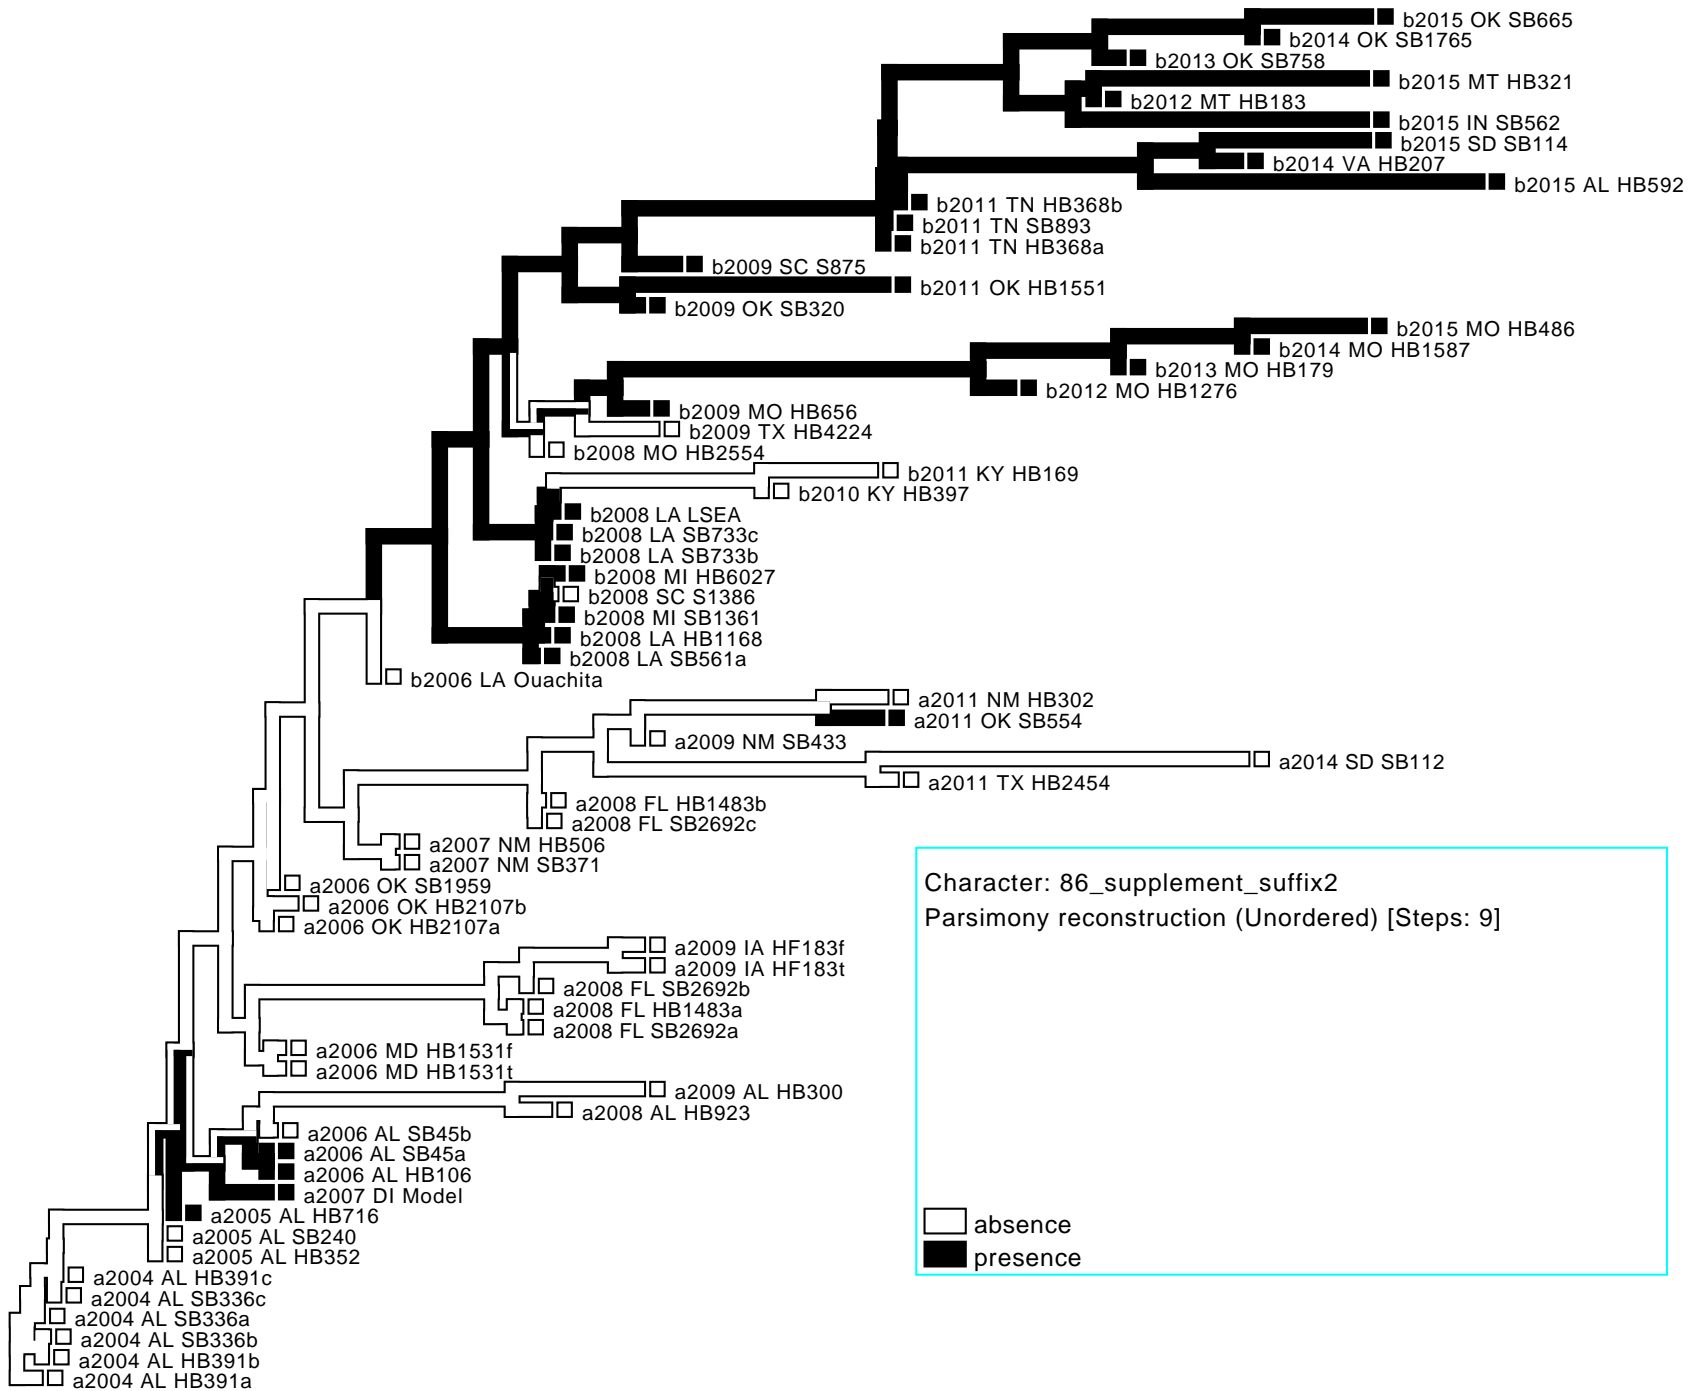 b2015 OK SB665
b2014 OK SB1765
b2013 OK SB758
b2015 MT HB321
b2012 MT HB183
b2015 IN SB562
b2015 SD SB114
b2014 VA HB207
b2015 AL HB592
b2011 TN HB368b
b2011 TN SB893
b2011 TN HB368a
b2009 SC S875
b2011 OK HB1551
b2009 OK SB320
b2015 MO HB486
b2014 MO HB1587
b2013 MO HB179
b2012 MO HB1276
b2009 MO HB656
b2009 TX HB4224
b2008 MO HB2554
b2011 KY HB169
b2010 KY HB397
b2008 LA LSEA
b2008 LA SB733c
b2008 LA SB733b
b2008 MI HB6027
b2008 SC S1386
b2008 MI SB1361
b2008 LA HB1168
b2008 LA SB561a
b2006 LA Ouachita
a2011 NM HB302
a2011 OK SB554
a2009 NM SB433
a2014 SD SB112
a2011 TX HB2454
a2008 FL HB1483b
a2008 FL SB2692c
a2007 NM HB506
a2007 NM SB371
a2006 OK SB1959
a2006 OK HB2107b
a2006 OK HB2107a
a2009 IA HF183f
a2009 IA HF183t
a2008 FL SB2692b
a2008 FL HB1483a
a2008 FL SB2692a
a2006 MD HB1531f
a2006 MD HB1531t
a2009 AL HB300
a2008 AL HB923
a2006 AL SB45b
a2006 AL SB45a
a2006 AL HB106
a2007 DI Model
a2005 AL HB716
a2005 AL SB240
a2005 AL HB352
a2004 AL HB391c
a2004 AL SB336c
a2004 AL SB336a
a2004 AL SB336b
a2004 AL HB391b
a2004 AL HB391a
Character: 86_supplement_suffix2
Parsimony reconstruction (Unordered) [Steps: 9]
absence
presence